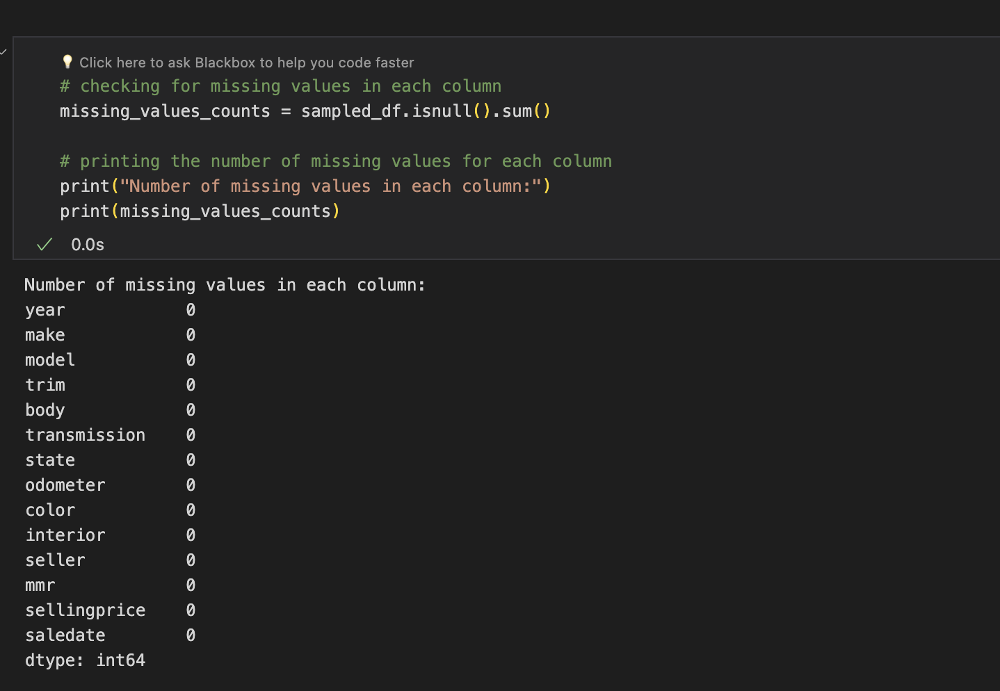 💡 Click here to ask Blackbox to help you code faster
# checking for missing values in each column
missing_values_counts = sampled_df.isnull().sum()
# printing the number of missing values for each column
print("Number of missing values in each column:")
print(missing_values_counts)
✓ 0.0s
Number of missing values in each column:
year 0
make 0
model 0
trim 0
body 0
transmission 0
state 0
odometer 0
color 0
interior 0
seller 0
mmr 0
sellingprice 0
saledate 0
dtype: int64